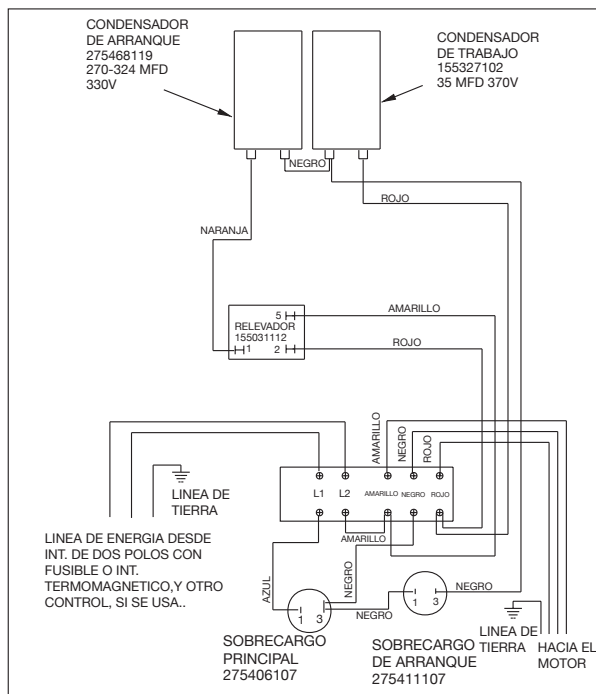 CONDENSADOR
DE ARRANQUE
275468119
270-324 MFD
330V
CONDENSADOR
DE TRABAJO
155327102
35 MFD 370V
NEGRO
ROJO
NARANJA
5
RELEVADOR
155031112
1
2
AMARILLO
ROJO
AMARILLO
NEGRO
ROJO
LINEA DE
TIERRA
L1
L2
AMARILLO
NEGRO
ROJO
LINEA DE ENERGIA DESDE
INT. DE DOS POLOS CON
FUSIBLE O INT.
TERMOMAGNETICO,Y OTRO
CONTROL, SI SE USA..
AMARILLO
AZUL
NEGRO
1
3
NEGRO
1
3
NEGRO
SOBRECARGO
PRINCIPAL
275406107
SOBRECARGO
DE ARRANQUE
275411107
LINEA DE
TIERRA
HACIA EL
MOTOR